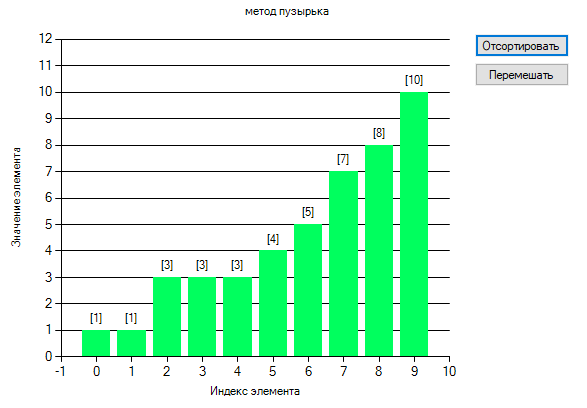 метод пузырька
Отсортировать
Перемешать
Значение элемента
12
11
10
9
8
7
6
5
4
3
2
1
0
[1] [1] [3] [3] [3] [4] [5] [7] [8] [10]
-1 0 1 2 3 4 5 6 7 8 9 10
Индекс элемента